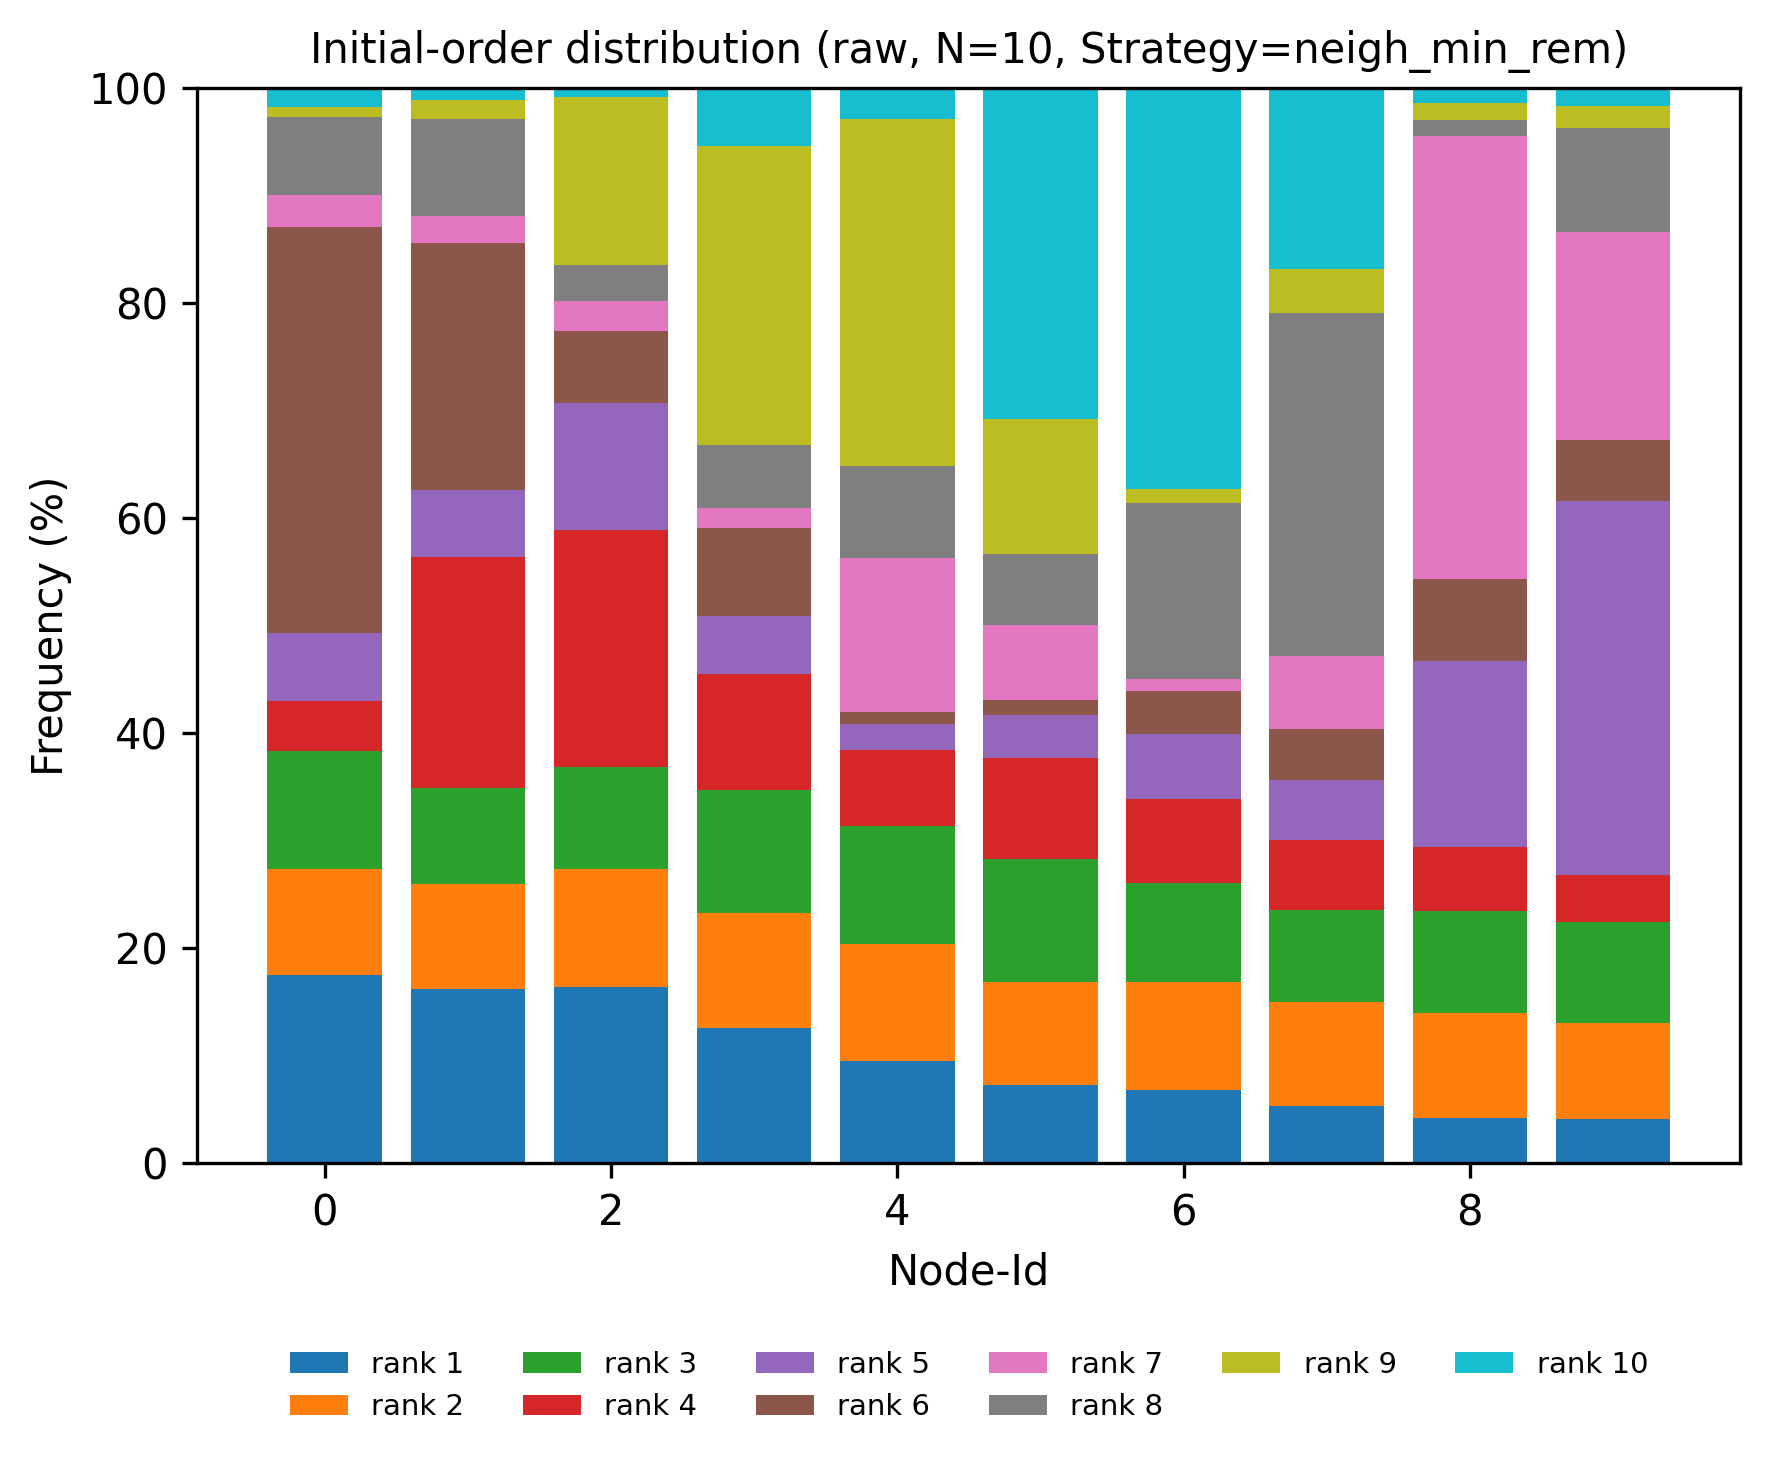 Initial-order distribution (raw, N=10, Strategy=neigh_min_rem)
100
80
60
40
20
0
Frequency (%)
0 2 4 6 8
Node-Id
rank 1 rank 3 rank 5 rank 7 rank 9 rank 10
rank 2 rank 4 rank 6 rank 8